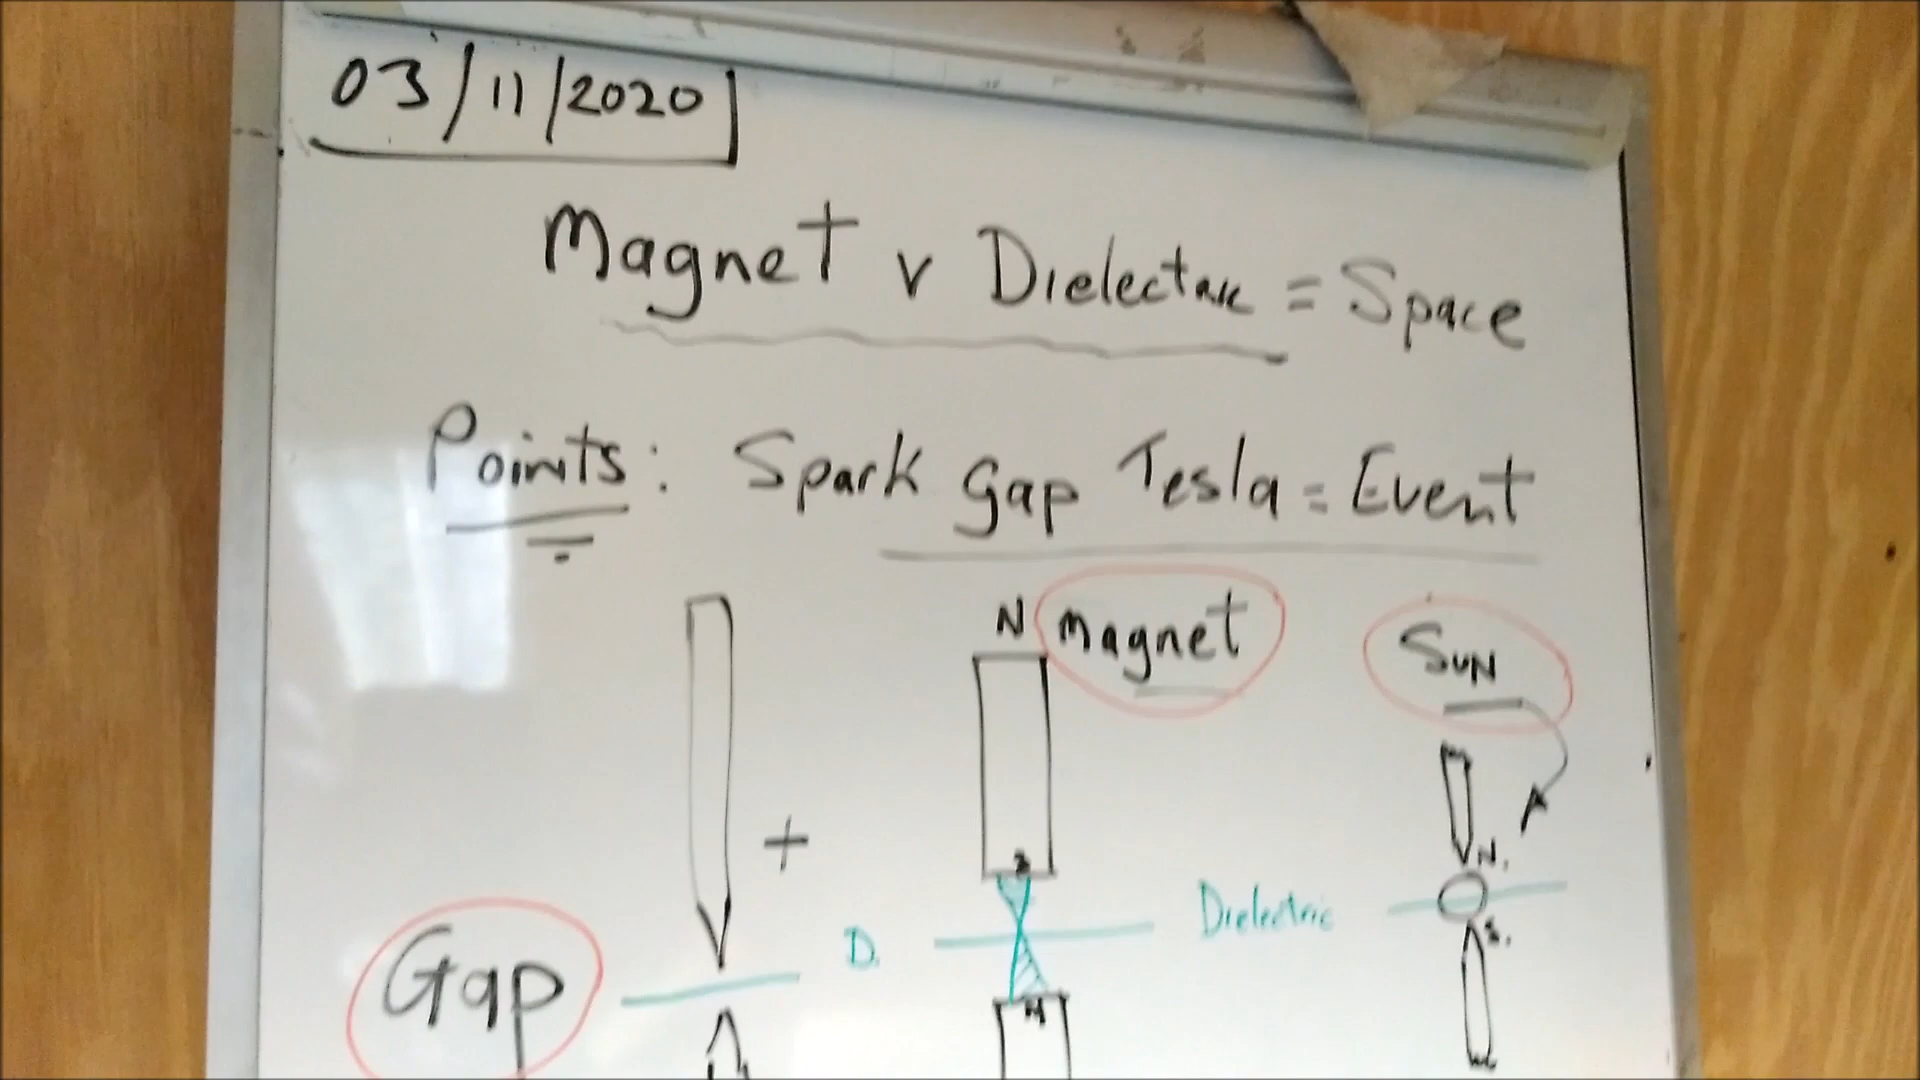 03/11/2020
Magnet v Dielectric = Space
Points: Spark Gap Tesla = Event
N Magnet
Sun
+
N.
Dielectric
D.
S.
Gap